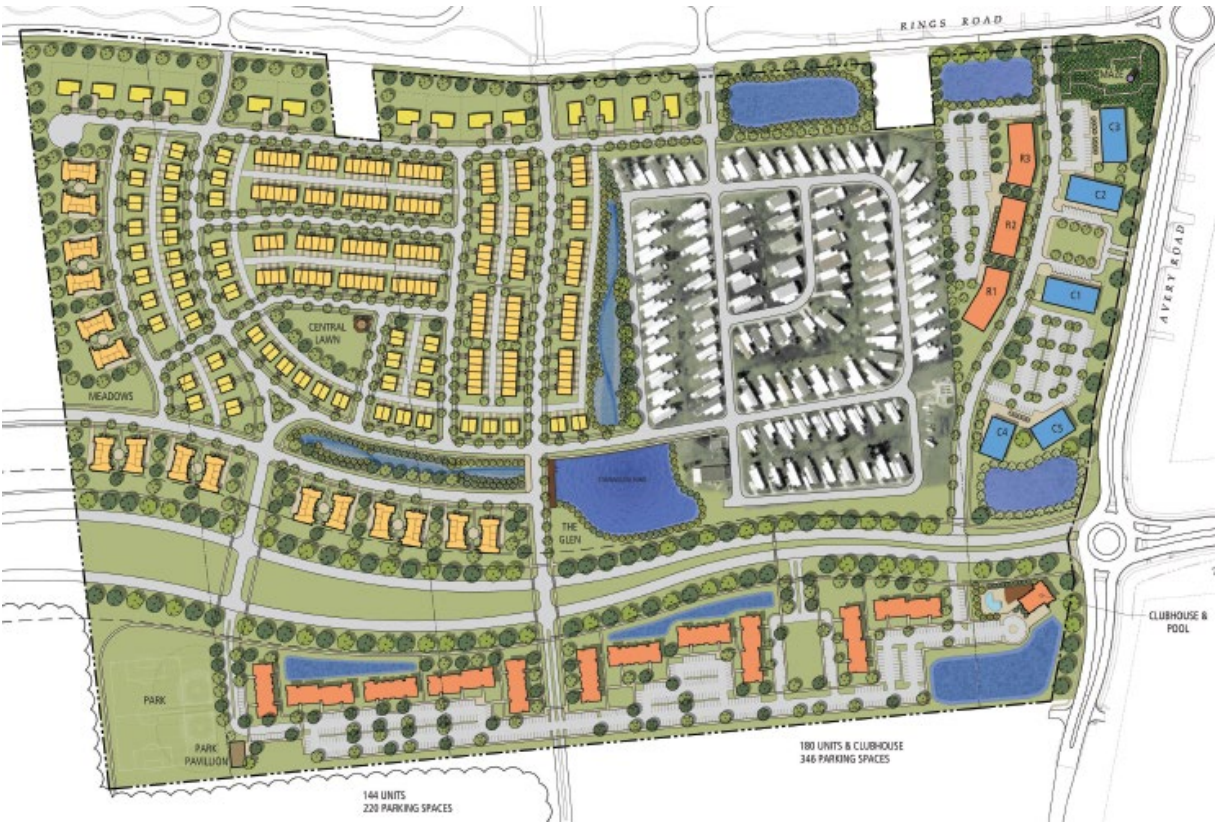 RINGS ROAD
MAZE
C3
R3
C2
R2
AVERY ROAD
R1
C1
CENTRAL
LAWN
MEADOWS
C4
C5
THE
GLEN
CLUBHOUSE &
POOL
PARK
PARK
PAVILLION
180 UNITS & CLUBHOUSE
346 PARKING SPACES
144 UNITS
220 PARKING SPACES